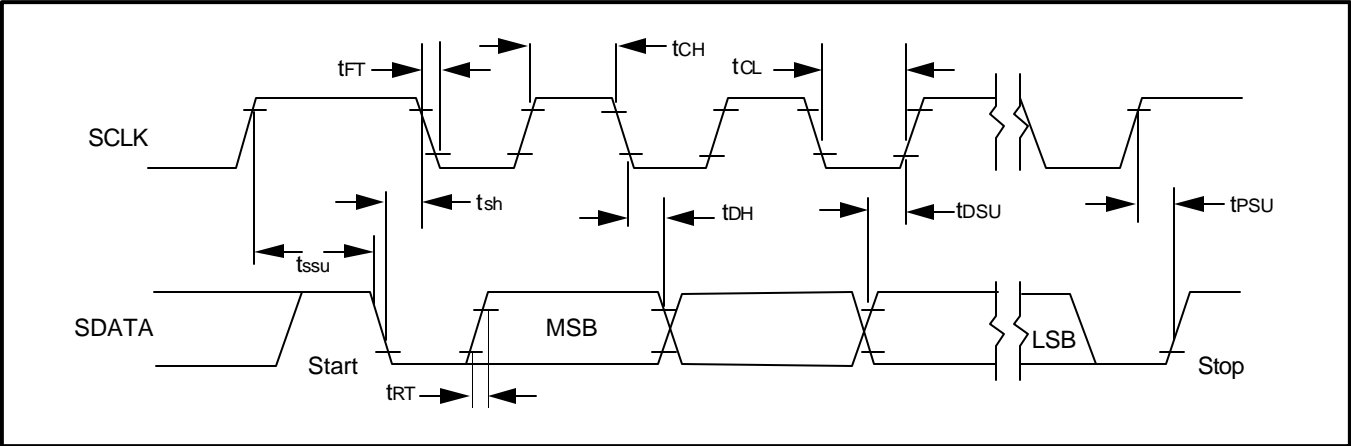 tFT
tCH
tCL
SCLK
tsh
tDH
tDSU
tPSU
tssu
SDATA
MSB
LSB
Start
Stop
tRT